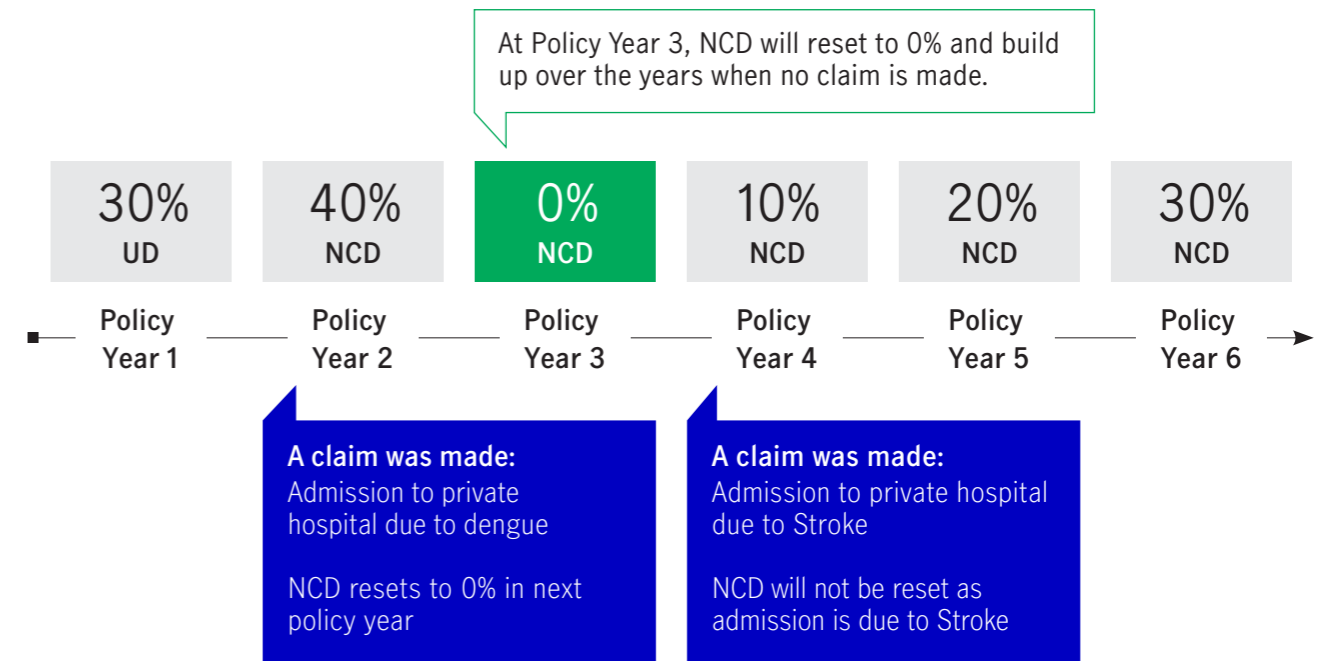 At Policy Year 3, NCD will reset to 0% and build
up over the years when no claim is made.
30%
UD
40%
NCD
0%
NCD
10%
NCD
20%
NCD
30%
NCD
Policy
Year 1
Policy
Year 2
Policy
Year 3
Policy
Year 4
Policy
Year 5
Policy
Year 6
A claim was made:
Admission to private
hospital due to dengue
NCD resets to 0% in next
policy year
A claim was made:
Admission to private hospital
due to Stroke
NCD will not be reset as
admission is due to Stroke